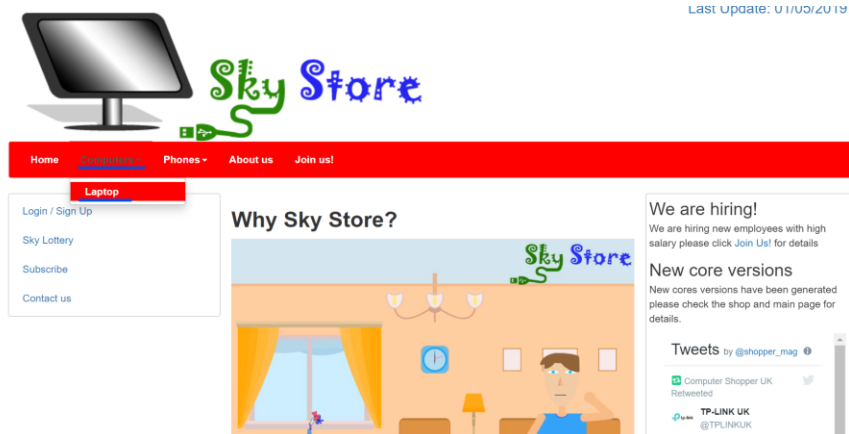 Last Update: 01/05/2019
Sky Store
Home Computers Phones About us Join us!
Laptop
Login / Sign Up
Sky Lottery
Subscribe
Contact us
Why Sky Store?
Sky Store
We are hiring!
We are hiring new employees with high
salary please click Join Us! for details
New core versions
New cores versions have been generated
please check the shop and main page for
details.
Tweets by @shopper_mag
Computer Shopper UK
Retweeted
tp-link
TP-LINK UK
@TPLINKUK